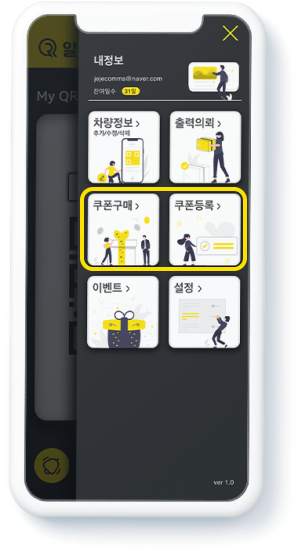 알
My QR
내정보
jejecomms@naver.com
잔여일수 31일
차량정보 >
추가/수정/삭제
출력의뢰 >
쿠폰구매 >
쿠폰등록 >
이벤트 >
설정 >
ver 1.0